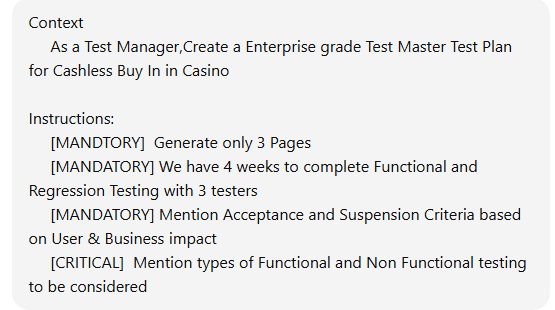 Context
As a Test Manager,Create a Enterprise grade Test Master Test Plan
for Cashless Buy In in Casino
Instructions:
[MANDTORY]  Generate only 3 Pages
[MANDATORY] We have 4 weeks to complete Functional and
Regression Testing with 3 testers
[MANDATORY] Mention Acceptance and Suspension Criteria based
on User & Business impact
[CRITICAL]  Mention types of Functional and Non Functional testing
to be considered